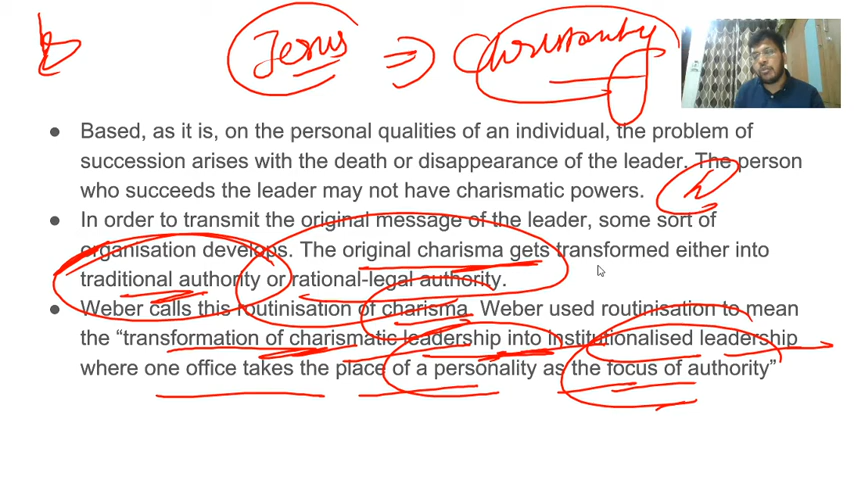 Jesus ⇒ Christianity
● Based, as it is, on the personal qualities of an individual, the problem of
succession arises with the death or disappearance of the leader. The person
who succeeds the leader may not have charismatic powers.
● In order to transmit the original message of the leader, some sort of
organisation develops. The original charisma gets transformed either into
traditional authority or rational-legal authority.
● Weber calls this routinisation of charisma. Weber used routinisation to mean
the “transformation of charismatic leadership into institutionalised leadership
where one office takes the place of a personality as the focus of authority”